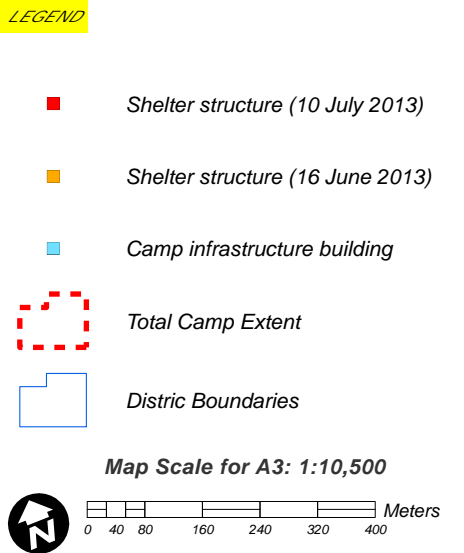 LEGEND
Shelter structure (10 July 2013)
Shelter structure (16 June 2013)
Camp infrastructure building
Total Camp Extent
Distric Boundaries
Map Scale for A3: 1:10,500
N
Meters
0 40 80 160 240 320 400